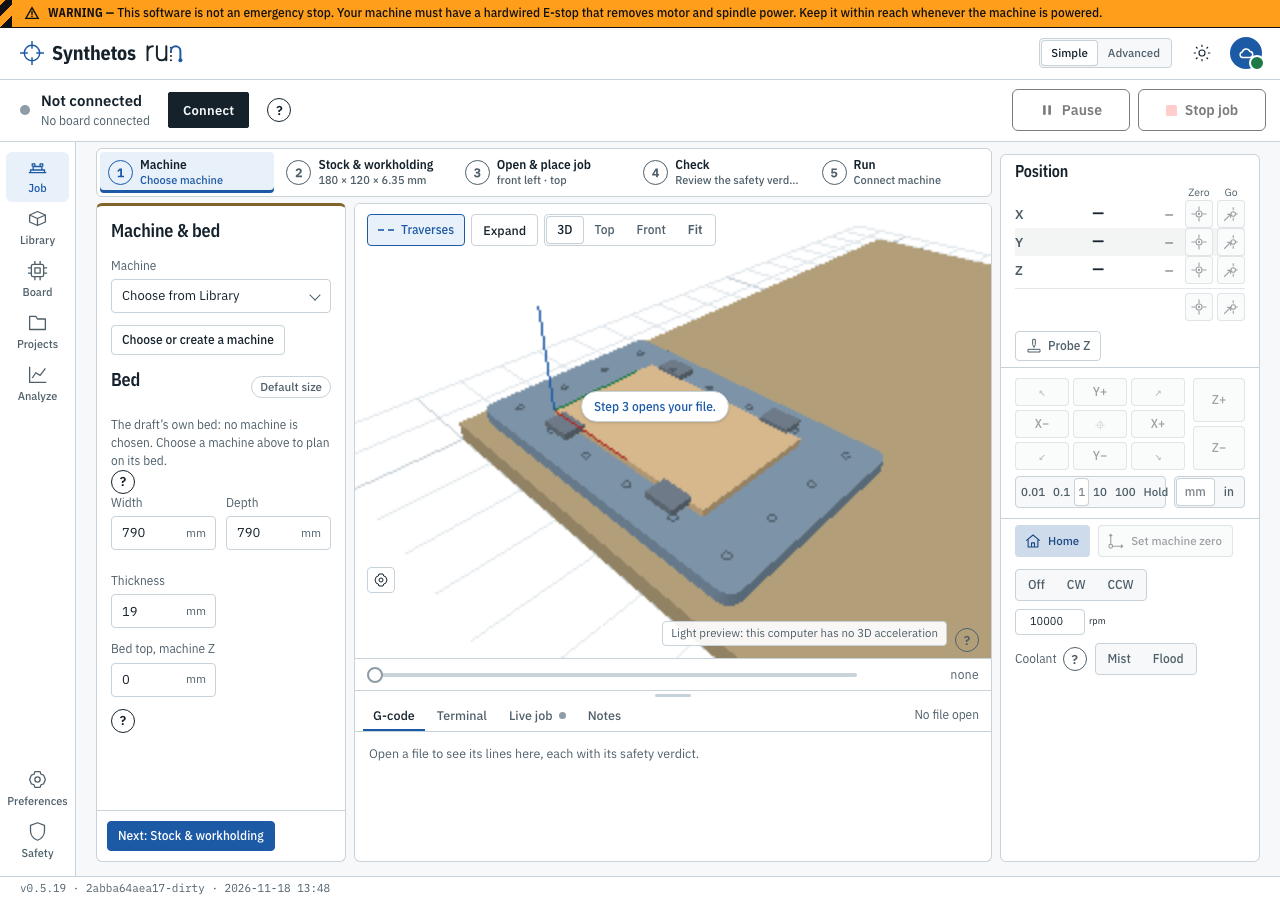 WARNING — This software is not an emergency stop. Your machine must have a hardwired E-stop that removes motor and spindle power. Keep it within reach whenever the machine is powered.
Synthetos run
Simple Advanced
Not connected
No board connected
Connect
?
Pause
Stop job
Job
Library
Board
Projects
Analyze
Preferences
Safety
1 Machine
Choose machine
2 Stock & workholding
180 × 120 × 6.35 mm
3 Open & place job
front left · top
4 Check
Review the safety verd...
5 Run
Connect machine
Machine & bed
Machine
Choose from Library
Choose or create a machine
Bed
Default size
The draft's own bed: no machine is
chosen. Choose a machine above to plan
on its bed.
?
Width Depth
790 mm 790 mm
Thickness
19 mm
Bed top, machine Z
0 mm
?
Next: Stock & workholding
Traverses Expand 3D Top Front Fit
Step 3 opens your file.
Light preview: this computer has no 3D acceleration
?
none
G-code Terminal Live job Notes
No file open
Open a file to see its lines here, each with its safety verdict.
Position
Zero Go
X — –
Y — –
Z — –
Probe Z
↖ Y+ ↗ Z+
X− X+
↙ Y− ↘ Z−
0.01 0.1 1 10 100 Hold mm in
Home Set machine zero
Off CW CCW
10000 rpm
Coolant ? Mist Flood
v0.5.19 · 2abba64aea17-dirty · 2026-11-18 13:48